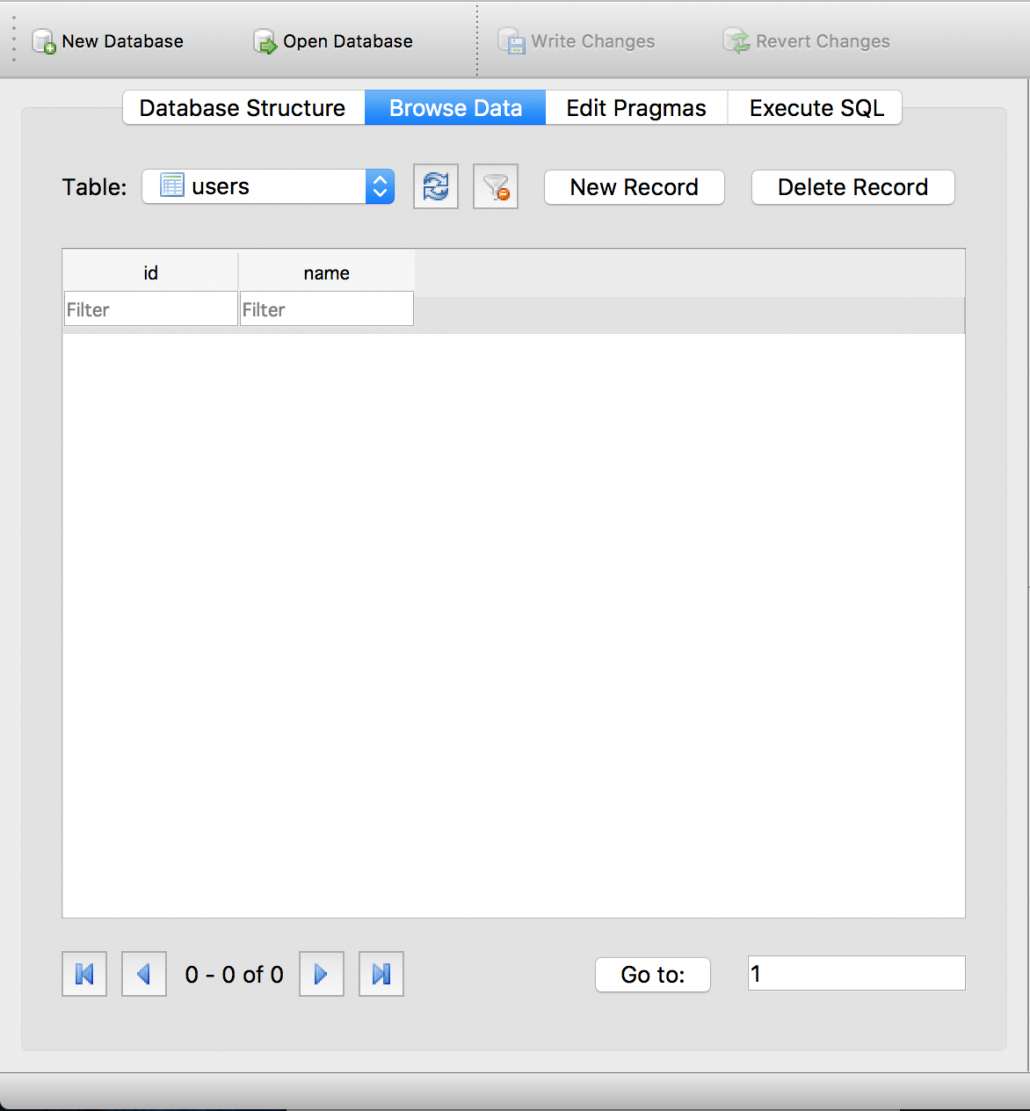 New Database Open Database Write Changes Revert Changes
Database Structure Browse Data Edit Pragmas Execute SQL
Table: users New Record Delete Record
id name
Filter Filter
0 - 0 of 0 Go to: 1